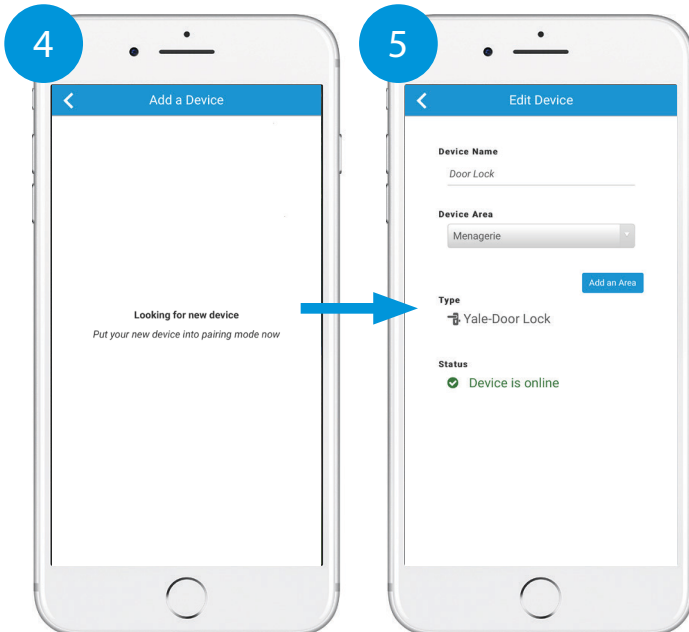 4
Add a Device
Looking for new device
Put your new device into pairing mode now
5
Edit Device
Device Name
Door Lock
Device Area
Menagerie
Add an Area
Type
Yale-Door Lock
Status
Device is online